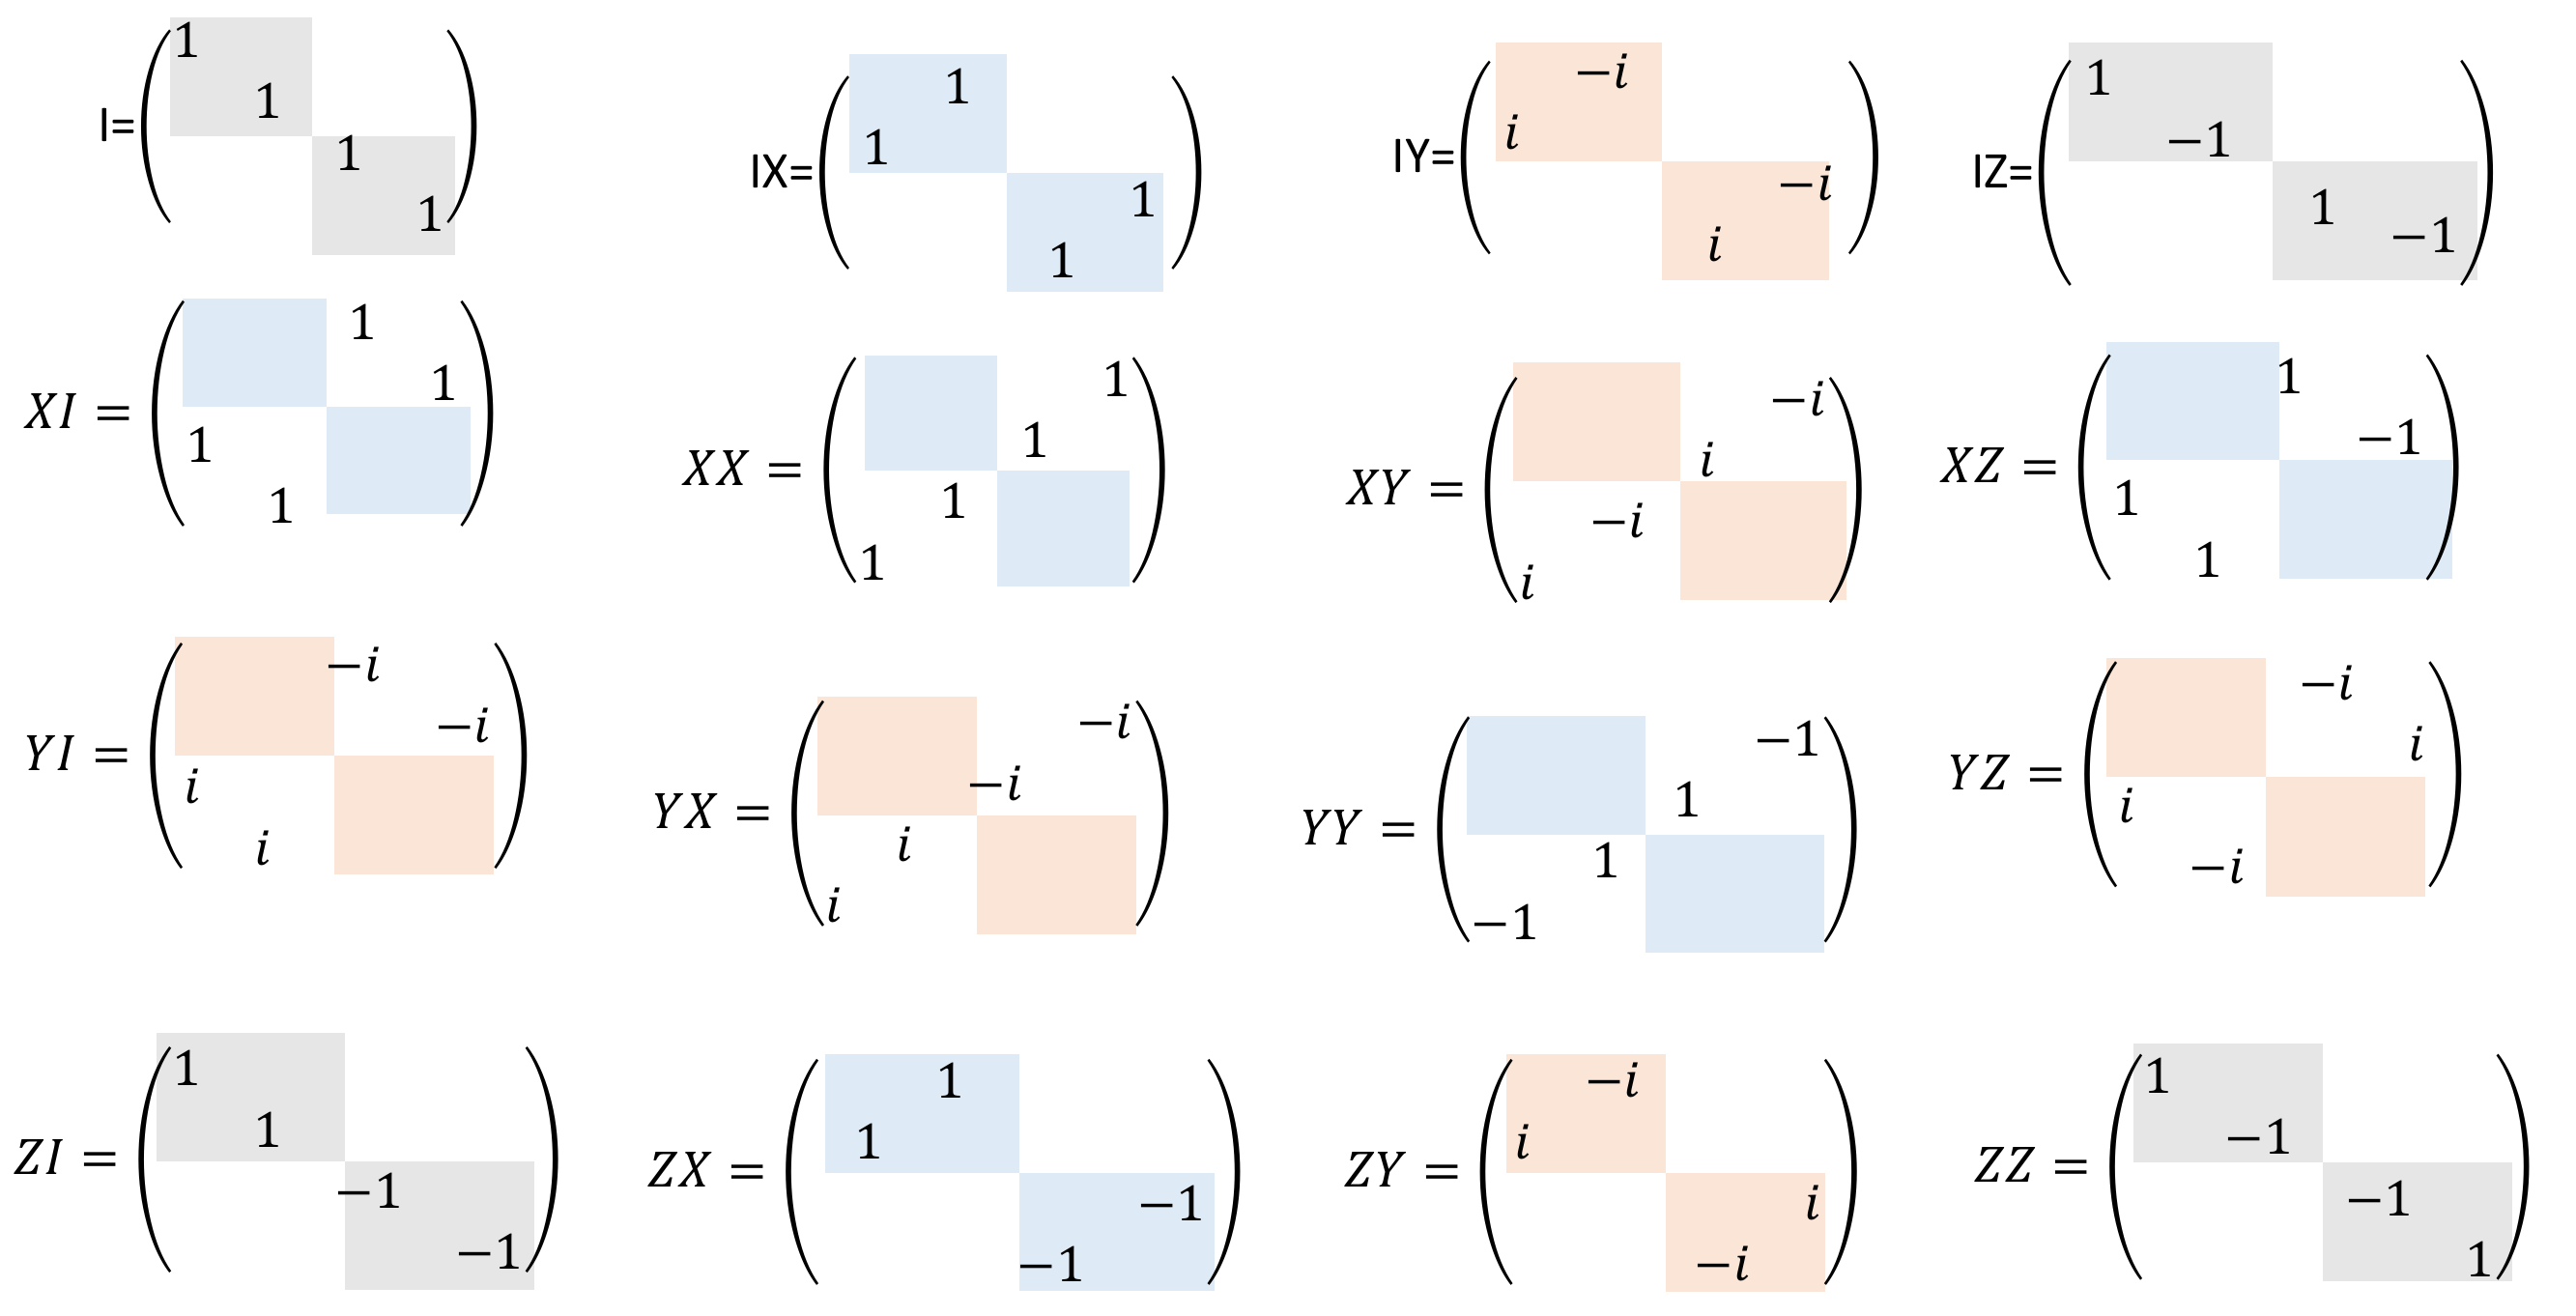 I= ( 1 1 1 1 )
IX= ( 1 1 1 1 )
IY= ( −i i −i i )
IZ= ( 1 −1 1 −1 )
XI = ( 1 1 1 1 )
XX = ( 1 1 1 1 )
XY = ( −i i −i i )
XZ = ( 1 −1 1 1 )
YI = ( −i −i i i )
YX = ( −i −i i i )
YY = ( −1 1 1 −1 )
YZ = ( −i i i −i )
ZI = ( 1 1 −1 −1 )
ZX = ( 1 1 −1 −1 )
ZY = ( −i i i −i )
ZZ = ( 1 −1 −1 1 )